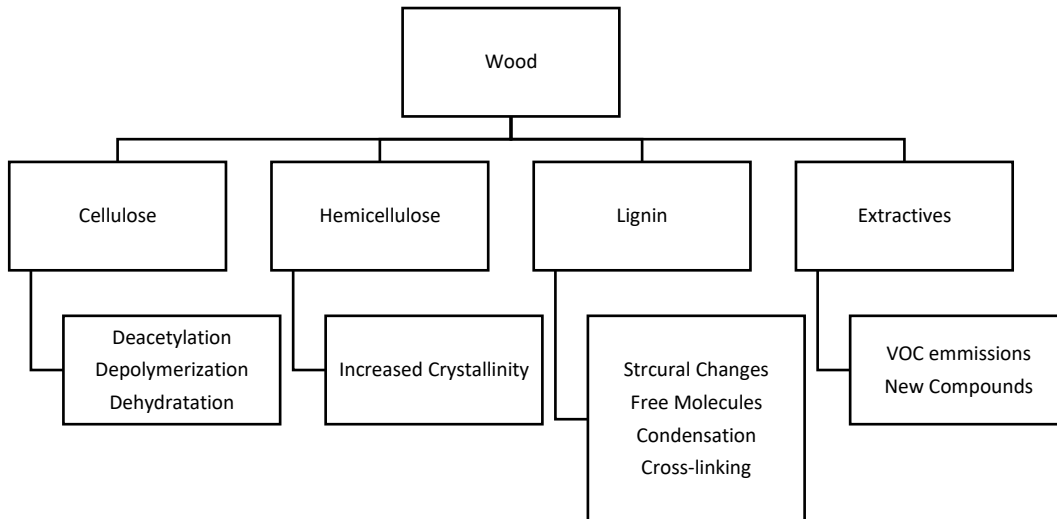 Wood
Cellulose
Hemicellulose
Lignin
Extractives
Deacetylation
Depolymerization
Dehydratation
Increased Crystallinity
Strcural Changes
Free Molecules
Condensation
Cross-linking
VOC emmissions
New Compounds